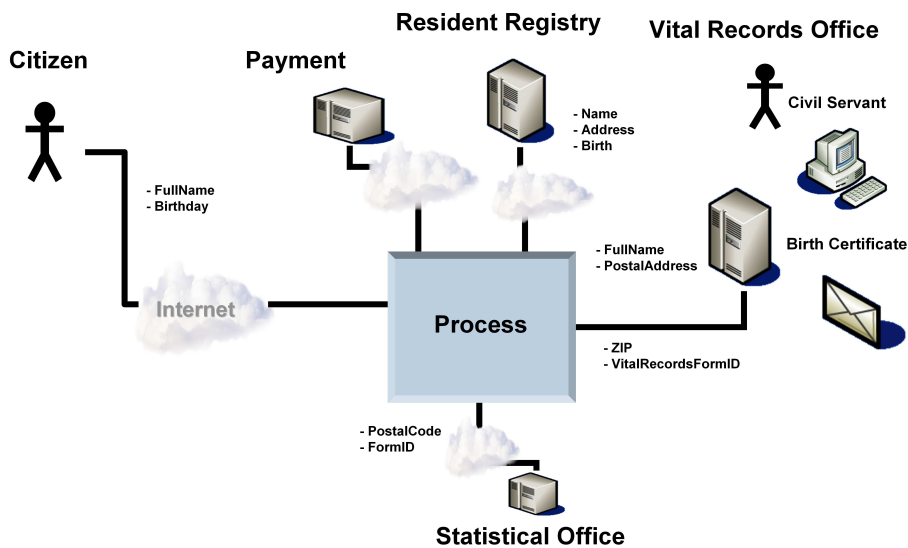 Resident Registry
Vital Records Office
Citizen
Payment
Civil Servant
- Name
- Address
- Birth
- FullName
- Birthday
- FullName
- PostalAddress
Birth Certificate
Internet
Process
- ZIP
- VitalRecordsFormID
- PostalCode
- FormID
Statistical Office